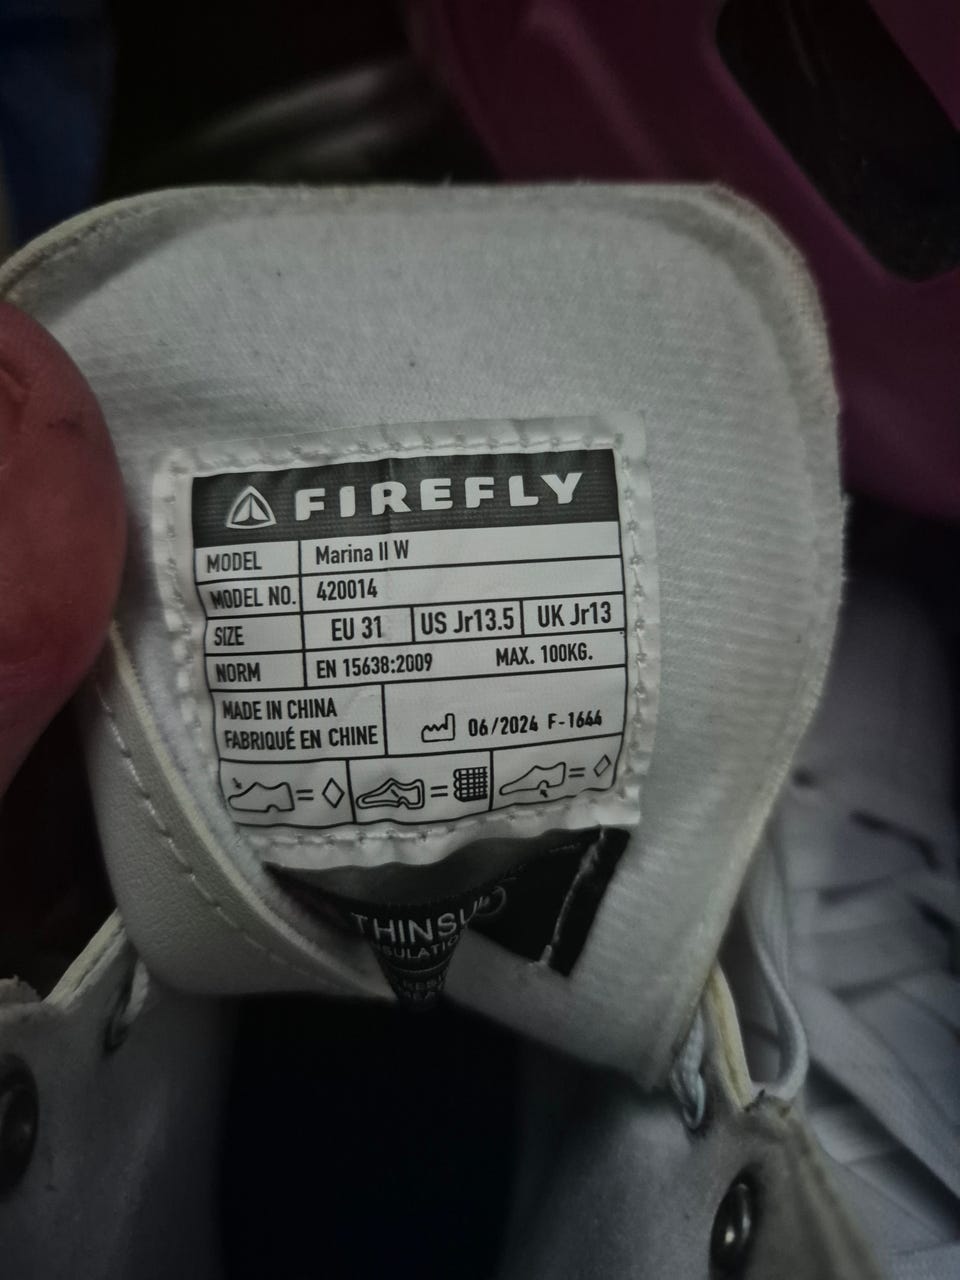 FIREFLY
MODEL Marina II W
MODEL NO. 420014
SIZE EU 31 US Jr13.5 UK Jr13
NORM EN 15638:2009 MAX. 100KG.
MADE IN CHINA
FABRIQUÉ EN CHINE
06/2024 F-1644
= = =